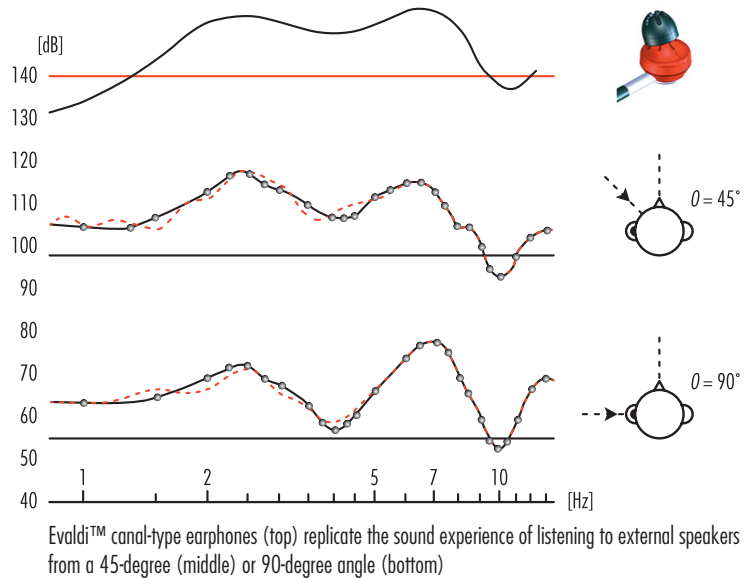 [dB]
140
130
120
110
100
90
80
70
60
50
40
θ = 45°
θ = 90°
1 2 5 7 10 [Hz]
Evaldi™ canal-type earphones (top) replicate the sound experience of listening to external speakers
from a 45-degree (middle) or 90-degree angle (bottom)